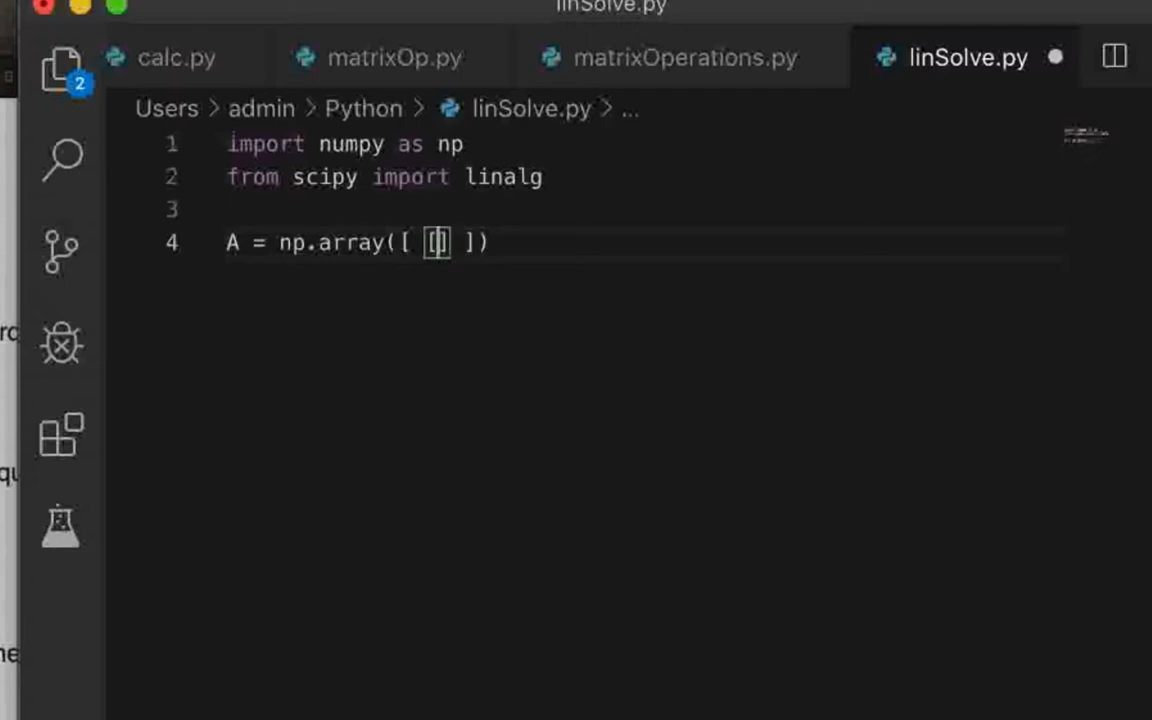 linSolve.py
calc.py matrixOp.py matrixOperations.py linSolve.py
2
Users > admin > Python > linSolve.py > ...
1 import numpy as np
2 from scipy import linalg
3
4 A = np.array([ [] ])